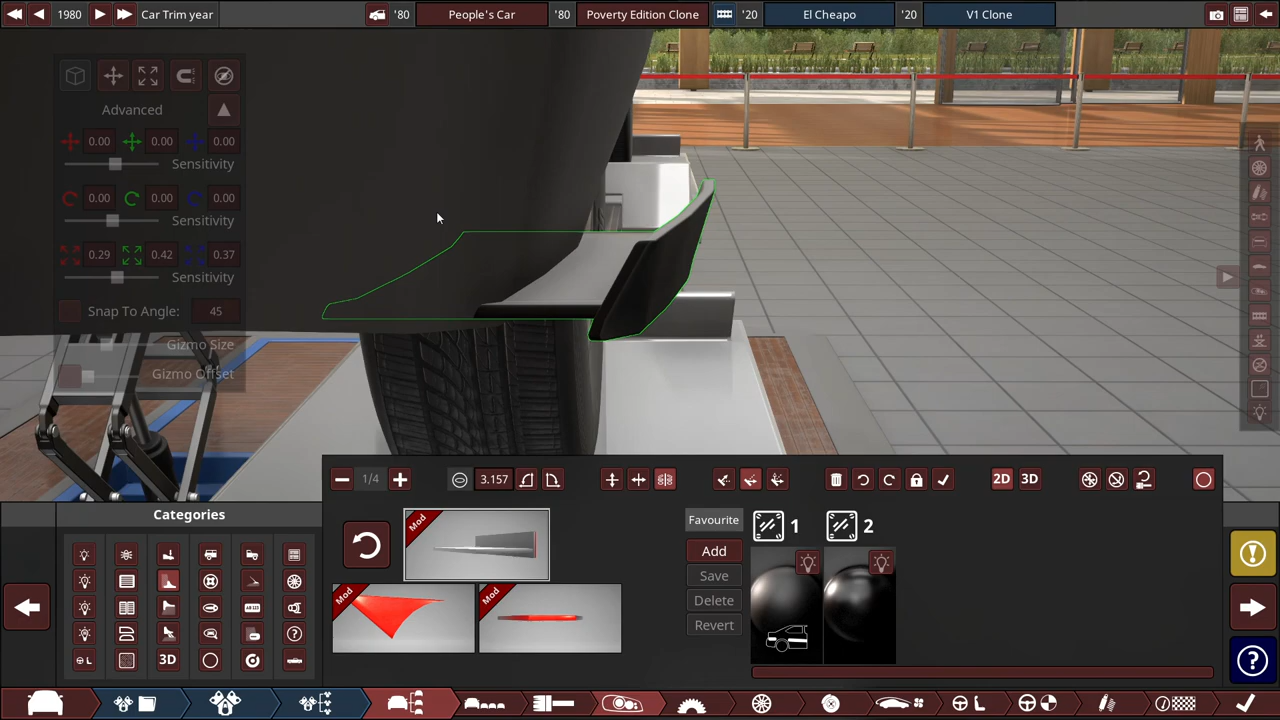 1980 Car Trim year '80 People's Car '80 Poverty Edition Clone '20 El Cheapo '20 V1 Clone
Advanced
0.00 0.00 0.00
Sensitivity
0.00 0.00 0.00
Sensitivity
0.29 0.42 0.37
Sensitivity
Snap To Angle: 45
Gizmo Size
Gizmo Offset
1/4 3.157 2D 3D
Categories
3D
L
Mod
Mod
Mod
Favourite
Add
Save
Delete
Revert
1 2